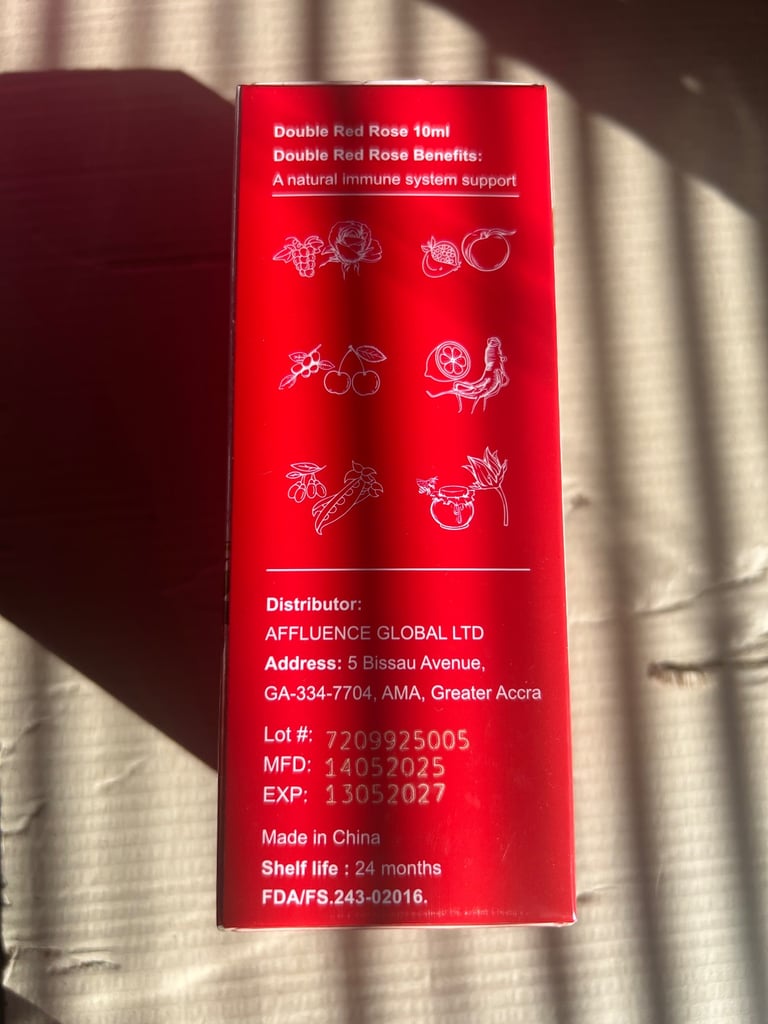 Double Red Rose 10ml
Double Red Rose Benefits:
A natural immune system support
Distributor:
AFFLUENCE GLOBAL LTD
Address: 5 Bissau Avenue,
GA-334-7704, AMA, Greater Accra
Lot #: 7209925005
MFD: 14052025
EXP: 13052027
Made in China
Shelf life : 24 months
FDA/FS.243-02016.